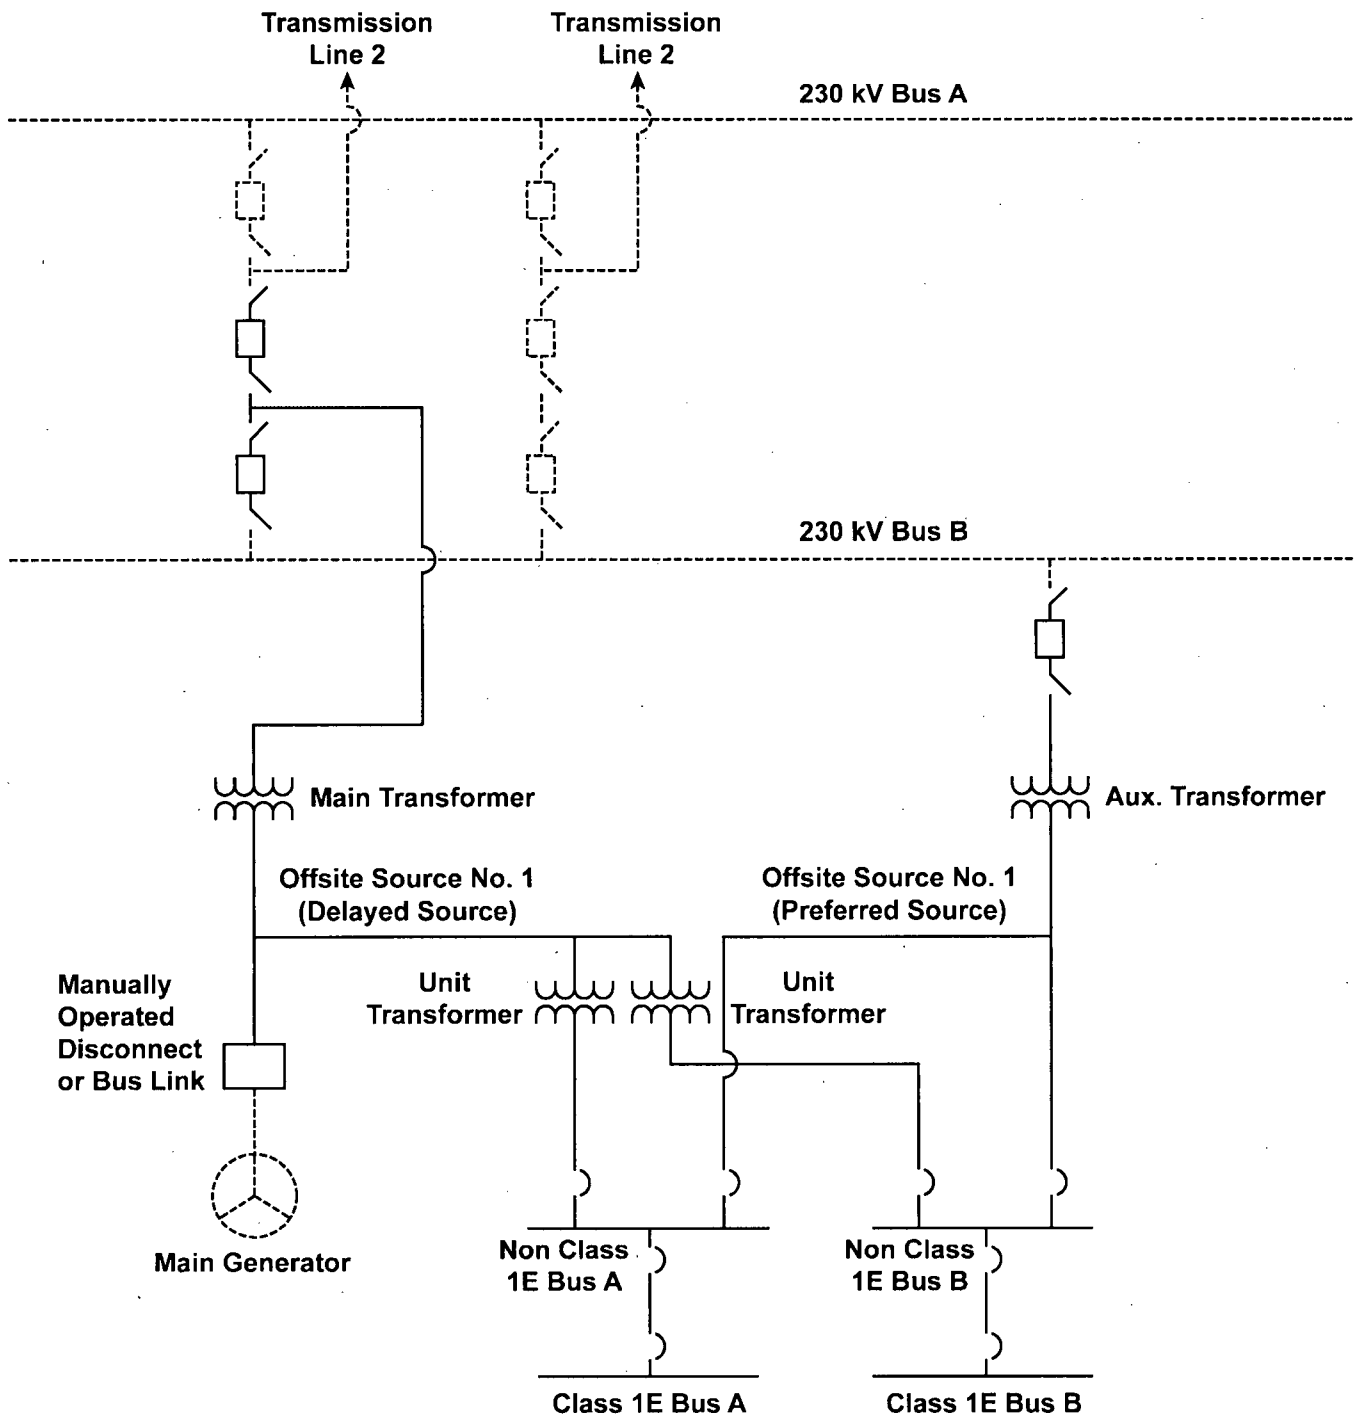 Transmission
Line 2
Transmission
Line 2
230 kV Bus A
230 kV Bus B
Main Transformer
Aux. Transformer
Offsite Source No. 1
(Delayed Source)
Offsite Source No. 1
(Preferred Source)
Manually
Operated
Disconnect
or Bus Link
Unit
Transformer
Unit
Transformer
Main Generator
Non Class
1E Bus A
Non Class
1E Bus B
Class 1E Bus A
Class 1E Bus B